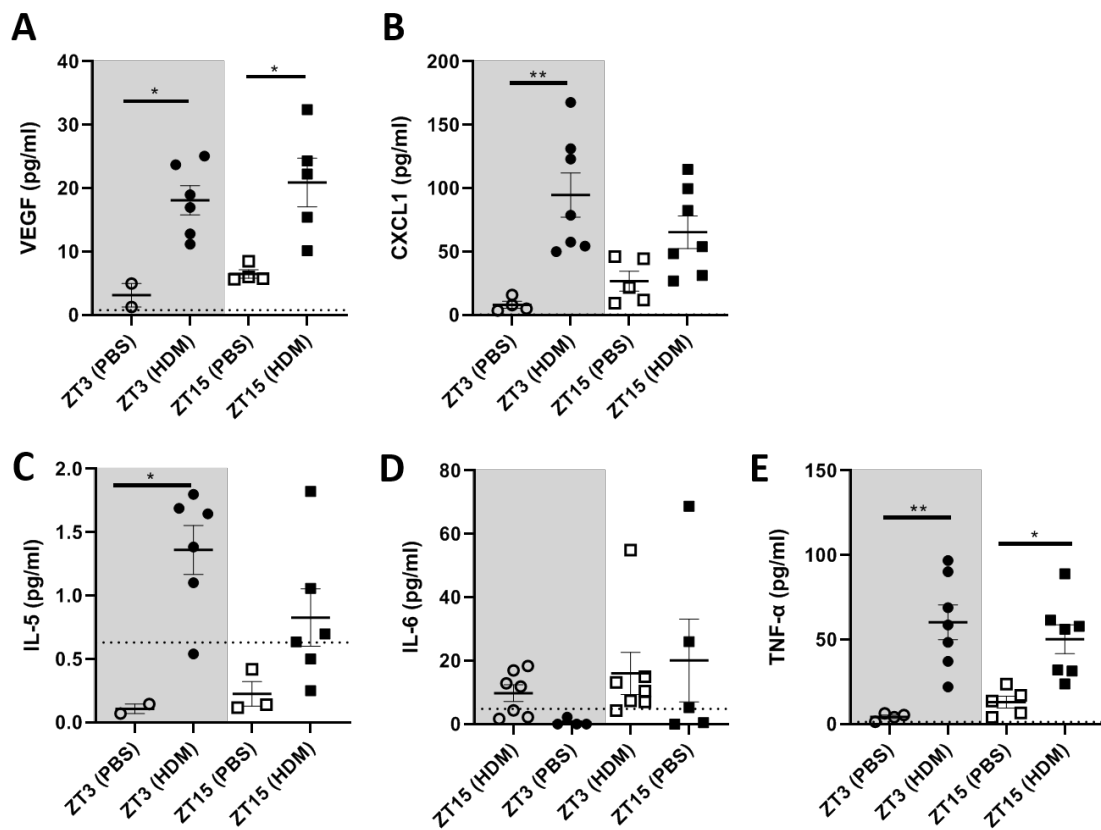 A
VEGF (pg/ml)
40
30
20
10
0
*
*
ZT3 (PBS)
ZT3 (HDM)
ZT15 (PBS)
ZT15 (HDM)
B
CXCL1 (pg/ml)
200
150
100
50
0
**
ZT3 (PBS)
ZT3 (HDM)
ZT15 (PBS)
ZT15 (HDM)
C
IL-5 (pg/ml)
2.0
1.5
1.0
0.5
0.0
*
ZT3 (PBS)
ZT3 (HDM)
ZT15 (PBS)
ZT15 (HDM)
D
IL-6 (pg/ml)
80
60
40
20
0
ZT15 (HDM)
ZT3 (PBS)
ZT3 (HDM)
ZT15 (PBS)
E
TNF-α (pg/ml)
150
100
50
0
**
*
ZT3 (PBS)
ZT3 (HDM)
ZT15 (PBS)
ZT15 (HDM)